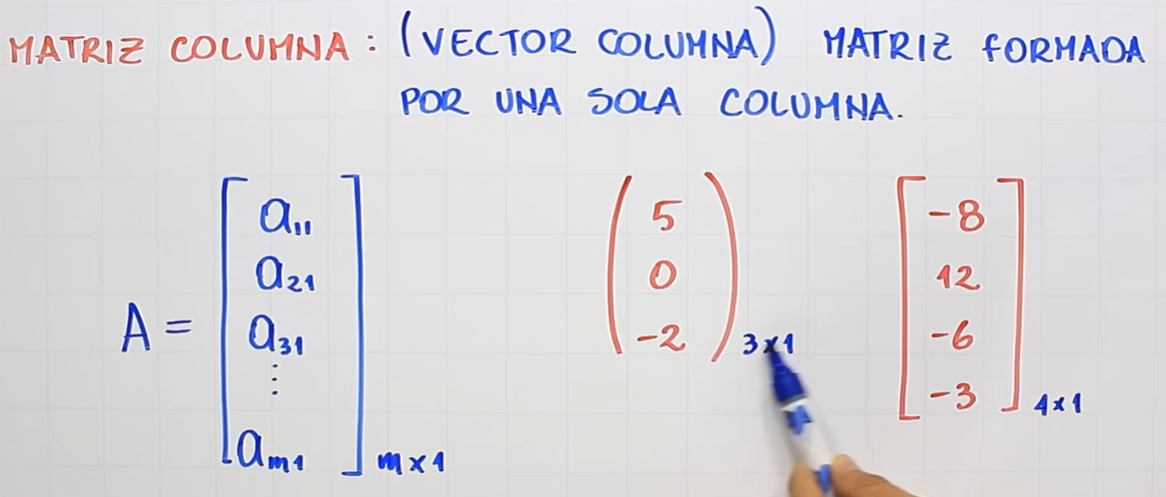 MATRIZ COLUMNA: (VECTOR COLUMNA) MATRIZ FORMADA
POR UNA SOLA COLUMNA.
A = [a₁₁
a₂₁
a₃₁
⋮
aₘ₁] m×1
(5
0
-2) 3×1
[-8
12
-6
-3] 4×1